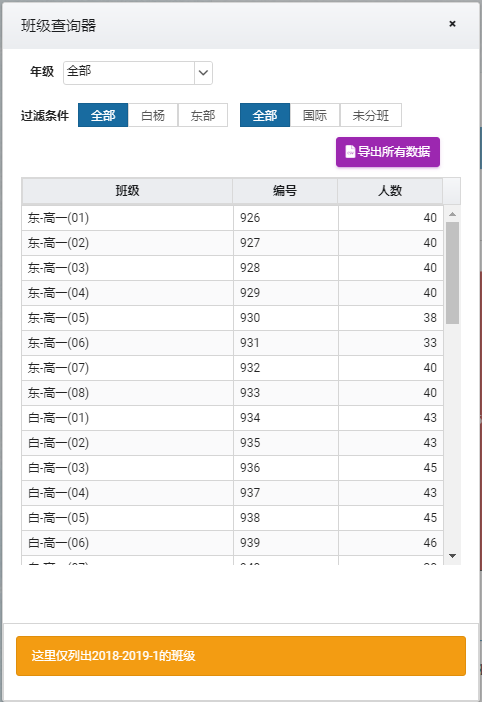 班级查询器
年级 全部
过滤条件 全部 白杨 东部 全部 国际 未分班
导出所有数据
班级 编号 人数
东-高一(01) 926 40
东-高一(02) 927 40
东-高一(03) 928 40
东-高一(04) 929 40
东-高一(05) 930 38
东-高一(06) 931 33
东-高一(07) 932 40
东-高一(08) 933 40
白-高一(01) 934 43
白-高一(02) 935 43
白-高一(03) 936 45
白-高一(04) 937 43
白-高一(05) 938 45
白-高一(06) 939 46
这里仅列出2018-2019-1的班级